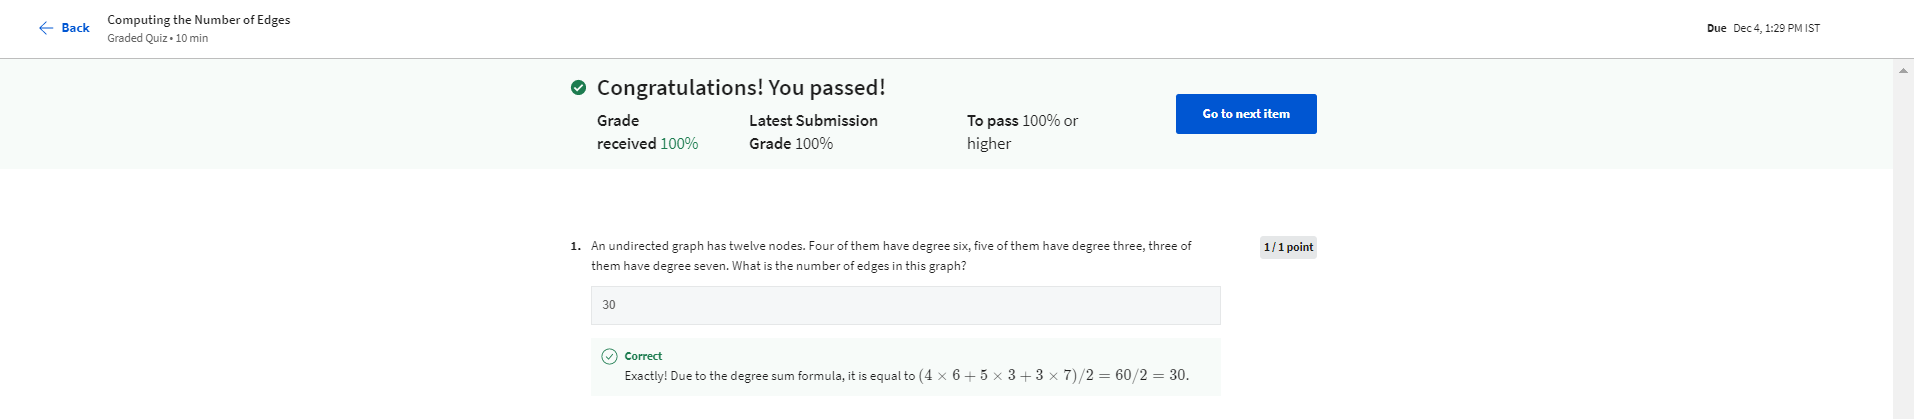 Back
Computing the Number of Edges
Graded Quiz • 10 min
Due Dec 4, 1:29 PM IST
Congratulations! You passed!
Grade received 100%
Latest Submission Grade 100%
To pass 100% or higher
Go to next item
1. An undirected graph has twelve nodes. Four of them have degree six, five of them have degree three, three of
them have degree seven. What is the number of edges in this graph?
1 / 1 point
30
Correct
Exactly! Due to the degree sum formula, it is equal to (4 × 6 + 5 × 3 + 3 × 7)/2 = 60/2 = 30.